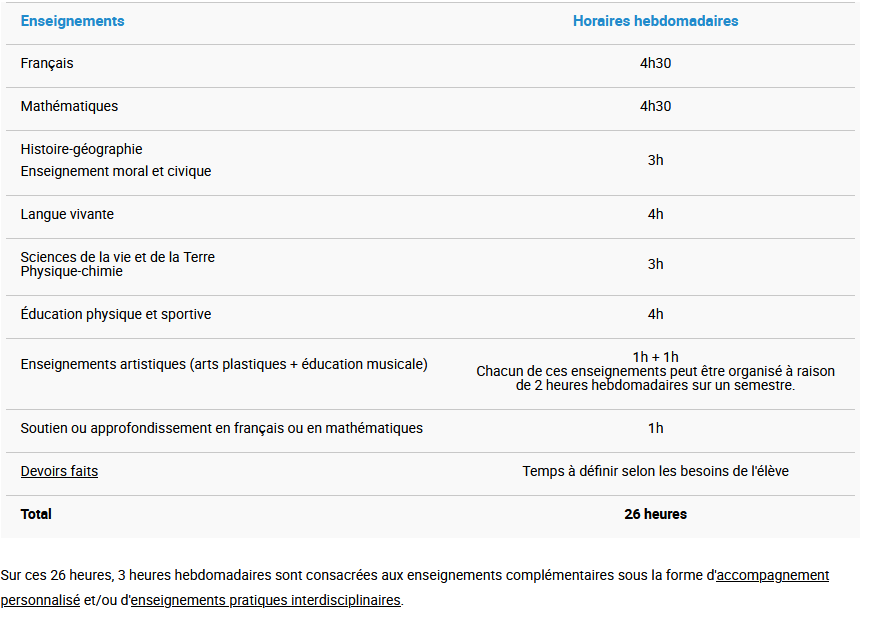 Enseignements Horaires hebdomadaires
Français 4h30
Mathématiques 4h30
Histoire-géographie
Enseignement moral et civique
3h
Langue vivante 4h
Sciences de la vie et de la Terre
Physique-chimie
3h
Éducation physique et sportive 4h
Enseignements artistiques (arts plastiques + éducation musicale)
1h + 1h
Chacun de ces enseignements peut être organisé à raison
de 2 heures hebdomadaires sur un semestre.
Soutien ou approfondissement en français ou en mathématiques 1h
Devoirs faits Temps à définir selon les besoins de l'élève
Total 26 heures
Sur ces 26 heures, 3 heures hebdomadaires sont consacrées aux enseignements complémentaires sous la forme d'accompagnement
personnalisé et/ou d'enseignements pratiques interdisciplinaires.